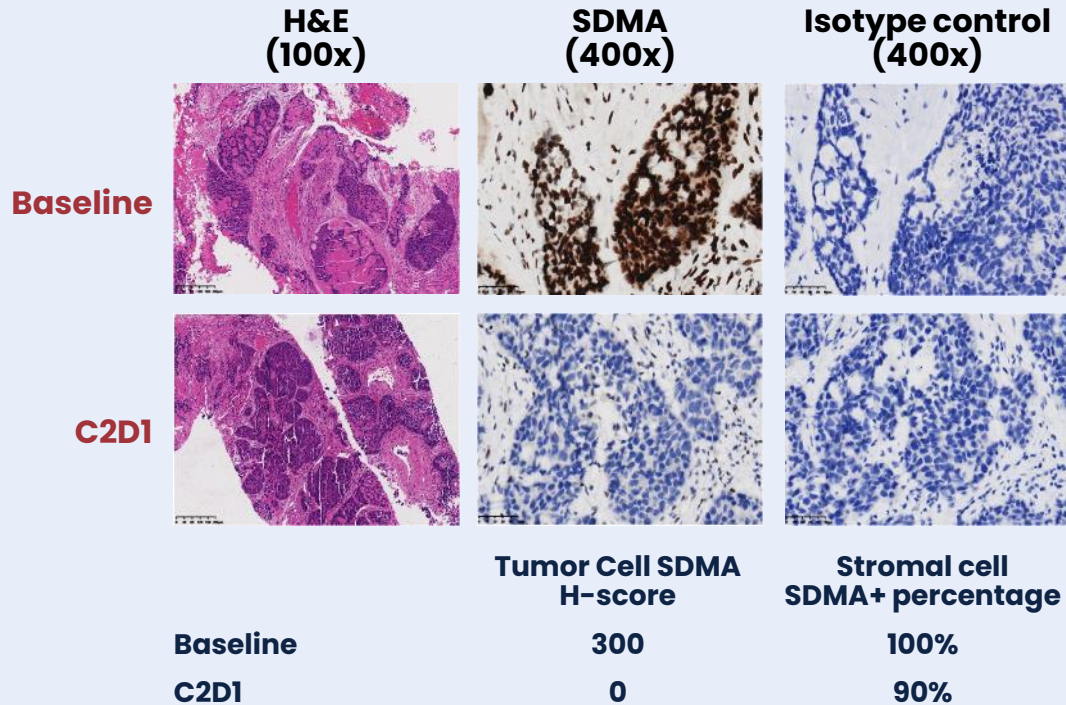 H&E
(100x)
SDMA
(400x)
Isotype control
(400x)
Baseline
C2D1
Tumor Cell SDMA
H-score
Stromal cell
SDMA+ percentage
Baseline 300 100%
C2D1 0 90%